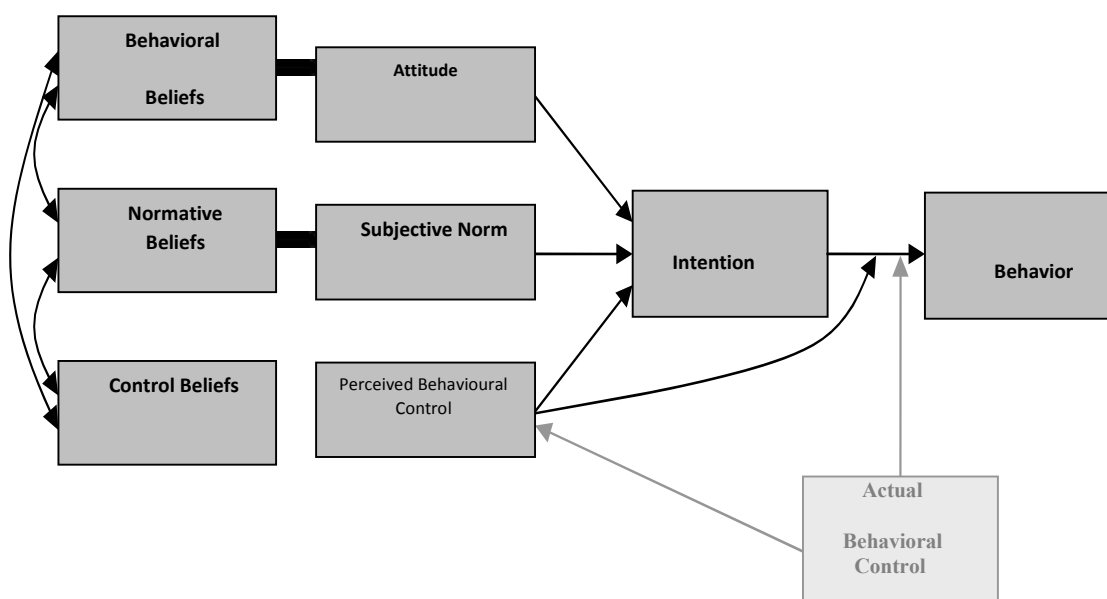 Behavioral
Beliefs
Attitude
Normative
Beliefs
Subjective Norm
Intention
Behavior
Control Beliefs
Perceived Behavioural
Control
Actual
Behavioral
Control